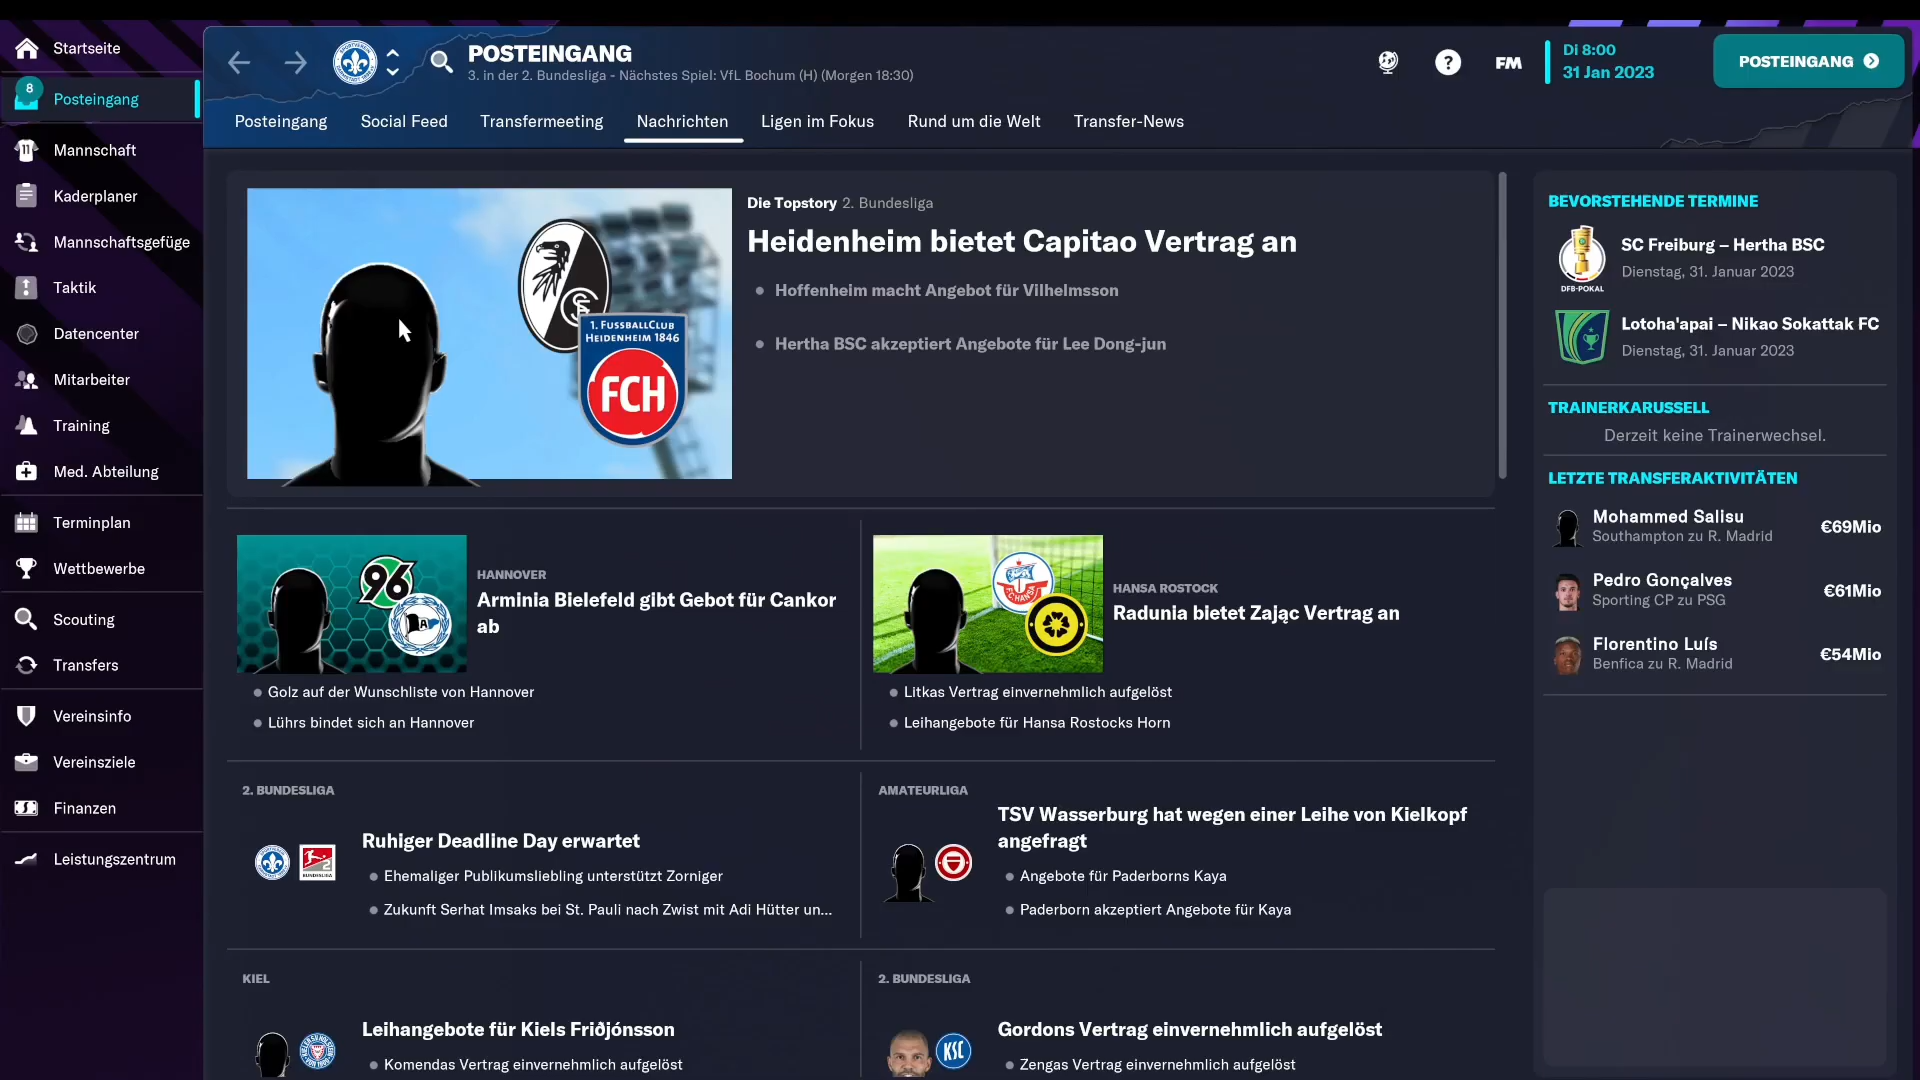 Startseite
8
Posteingang
Mannschaft
Kaderplaner
Mannschaftsgefüge
Taktik
Datencenter
Mitarbeiter
Training
Med. Abteilung
Terminplan
Wettbewerbe
Scouting
Transfers
Vereinsinfo
Vereinsziele
Finanzen
Leistungszentrum
POSTEINGANG
3. in der 2. Bundesliga - Nächstes Spiel: VfL Bochum (H) (Morgen 18:30)
?
FM
Di 8:00
31 Jan 2023
POSTEINGANG
Posteingang
Social Feed
Transfermeeting
Nachrichten
Ligen im Fokus
Rund um die Welt
Transfer-News
1. FUSSBALLCLUB
HEIDENHEIM 1846
FCH
Die Topstory 2. Bundesliga
Heidenheim bietet Capitao Vertrag an
Hoffenheim macht Angebot für Vilhelmsson
Hertha BSC akzeptiert Angebote für Lee Dong-jun
96
A
HANNOVER
Arminia Bielefeld gibt Gebot für Cankor
ab
Golz auf der Wunschliste von Hannover
Lührs bindet sich an Hannover
HANSA ROSTOCK
Radunia bietet Zając Vertrag an
Litkas Vertrag einvernehmlich aufgelöst
Leihangebote für Hansa Rostocks Horn
2. BUNDESLIGA
Ruhiger Deadline Day erwartet
Ehemaliger Publikumsliebling unterstützt Zorniger
Zukunft Serhat Imsaks bei St. Pauli nach Zwist mit Adi Hütter un...
AMATEURLIGA
TSV Wasserburg hat wegen einer Leihe von Kielkopf
angefragt
Angebote für Paderborns Kaya
Paderborn akzeptiert Angebote für Kaya
KIEL
Leihangebote für Kiels Friðjónsson
Komendas Vertrag einvernehmlich aufgelöst
2. BUNDESLIGA
KSC
Gordons Vertrag einvernehmlich aufgelöst
Zengas Vertrag einvernehmlich aufgelöst
BEVORSTEHENDE TERMINE
DFB-POKAL
SC Freiburg – Hertha BSC
Dienstag, 31. Januar 2023
Lotoha'apai – Nikao Sokattak FC
Dienstag, 31. Januar 2023
TRAINERKARUSSELL
Derzeit keine Trainerwechsel.
LETZTE TRANSFERAKTIVITÄTEN
Mohammed Salisu
Southampton zu R. Madrid
€69Mio
Pedro Gonçalves
Sporting CP zu PSG
€61Mio
Florentino Luís
Benfica zu R. Madrid
€54Mio